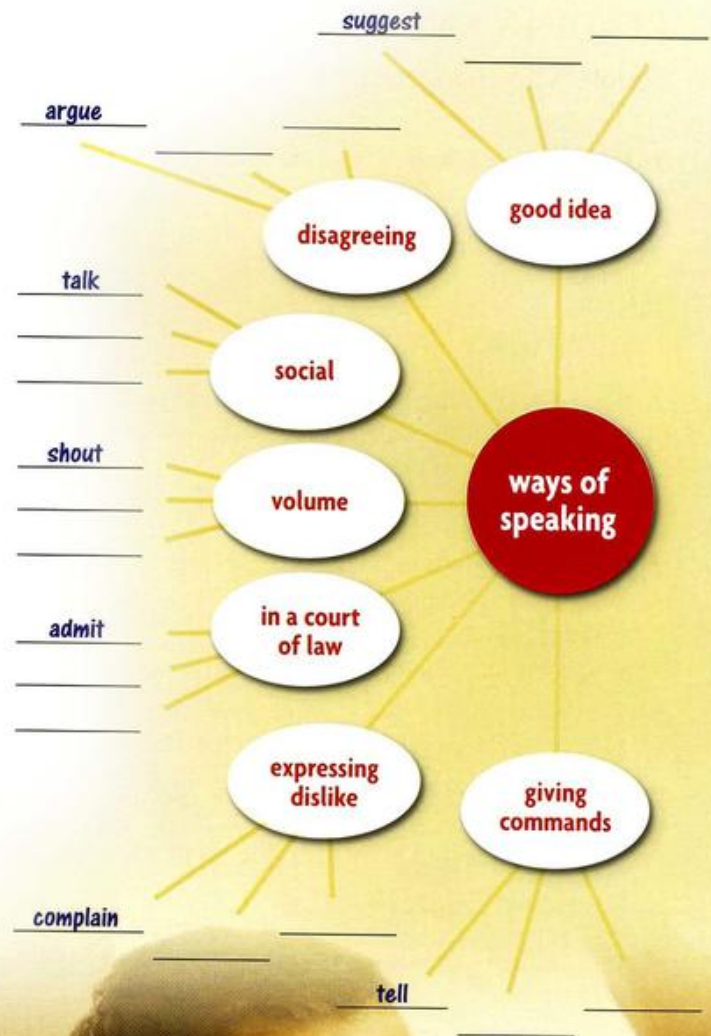 suggest
argue
good idea
disagreeing
talk
social
shout
volume
ways of
speaking
admit
in a court
of law
expressing
dislike
giving
commands
complain
tell